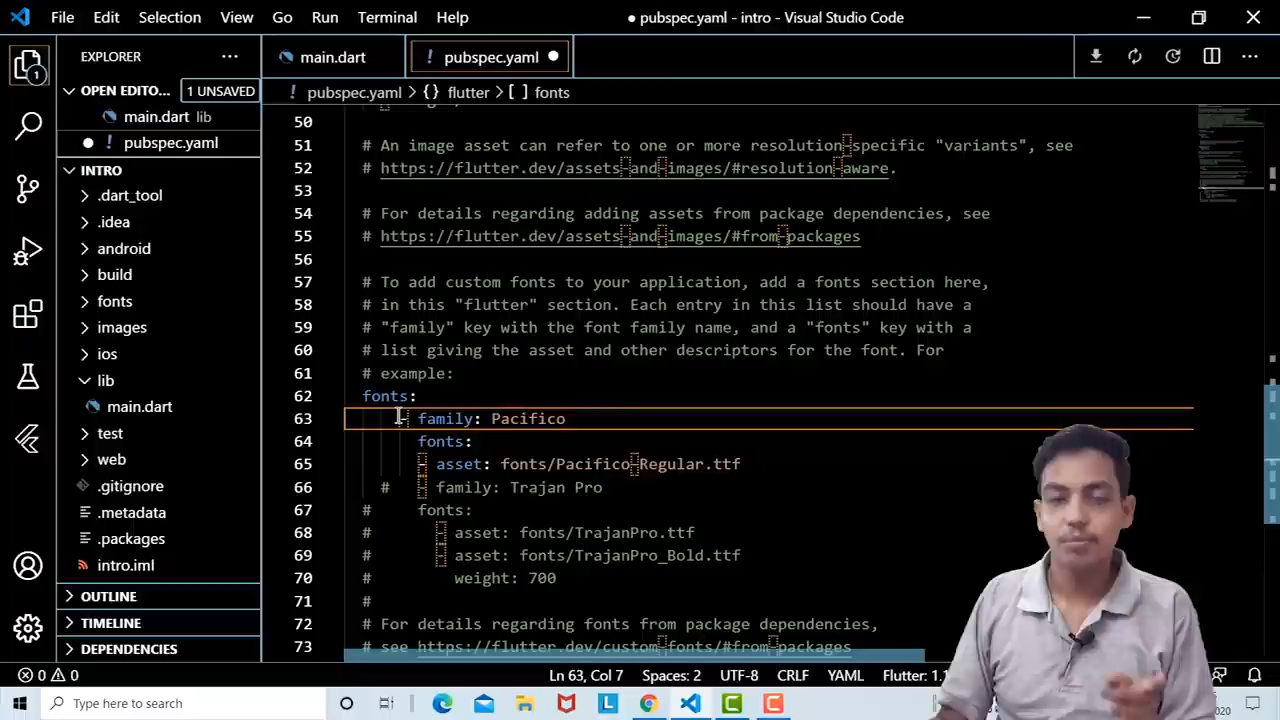 File Edit Selection View Go Run Terminal Help
● pubspec.yaml - intro - Visual Studio Code
EXPLORER
main.dart
! pubspec.yaml
OPEN EDITO... 1 UNSAVED
main.dart lib
! pubspec.yaml
! pubspec.yaml > {} flutter > [ ] fonts
INTRO
.dart_tool
.idea
android
build
fonts
images
ios
lib
main.dart
test
web
.gitignore
.metadata
.packages
intro.iml
OUTLINE
TIMELINE
DEPENDENCIES
1
50
51 # An image asset can refer to one or more resolution-specific "variants", see
52 # https://flutter.dev/assets-and-images/#resolution-aware.
53
54 # For details regarding adding assets from package dependencies, see
55 # https://flutter.dev/assets-and-images/#from-packages
56
57 # To add custom fonts to your application, add a fonts section here,
58 # in this "flutter" section. Each entry in this list should have a
59 # "family" key with the font family name, and a "fonts" key with a
60 # list giving the asset and other descriptors for the font. For
61 # example:
62 fonts:
63 - family: Pacifico
64 fonts:
65 - asset: fonts/Pacifico-Regular.ttf
66 # - family: Trajan Pro
67 # fonts:
68 # - asset: fonts/TrajanPro.ttf
69 # - asset: fonts/TrajanPro_Bold.ttf
70 # weight: 700
71 #
72 # For details regarding fonts from package dependencies,
73 # see https://flutter.dev/custom-fonts/#from-packages
0 0 Ln 63, Col 7 Spaces: 2 UTF-8 CRLF YAML Flutter: 1.
Type here to search
2020